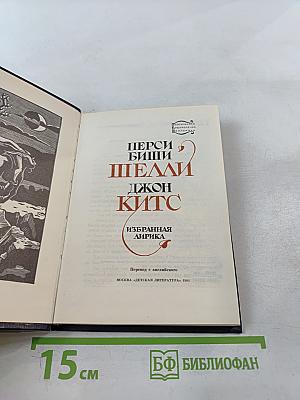 ПЕРСИ
БИШИ
ШЕЛЛИ
ДЖОН
КИТС
ИЗБРАННАЯ
ЛИРИКА
Перевод с английского
МОСКВА «ДЕТСКАЯ ЛИТЕРАТУРА»
15 см
БФ БИБЛИОФАН